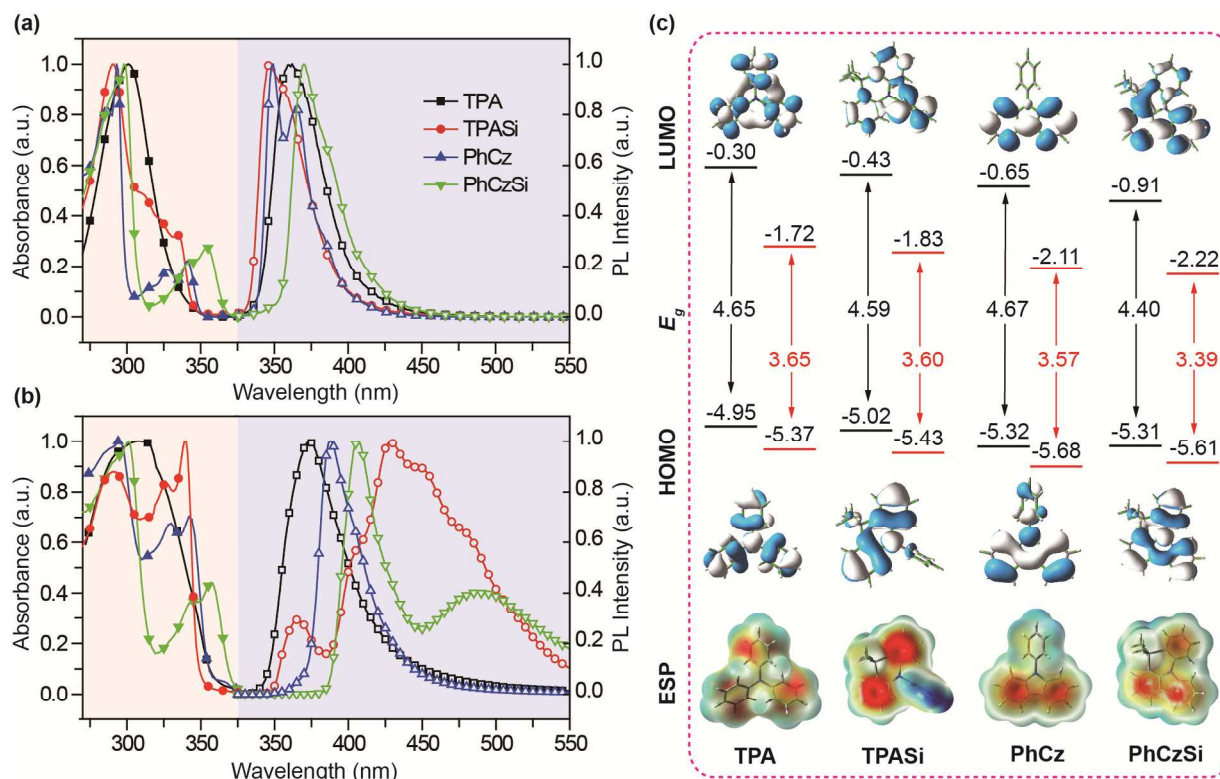 (a)
1.0
0.8
0.6
0.4
0.2
0.0
Absorbance (a.u.)
TPA
TPASi
PhCz
PhCzSi
1.0
0.8
0.6
0.4
0.2
0.0
PL Intensity (a.u.)
300 350 400 450 500 550
Wavelength (nm)
(b)
1.0
0.8
0.6
0.4
0.2
0.0
Absorbance (a.u.)
1.0
0.8
0.6
0.4
0.2
0.0
PL Intensity (a.u.)
300 350 400 450 500 550
Wavelength (nm)
(c)
LUMO
-0.30 -0.43 -0.65 -0.91
-1.72 -1.83 -2.11 -2.22
Eg
4.65 4.59 4.67 4.40
3.65 3.60 3.57 3.39
HOMO
-4.95 -5.02 -5.32 -5.31
-5.37 -5.43 -5.68 -5.61
ESP
TPA TPASi PhCz PhCzSi